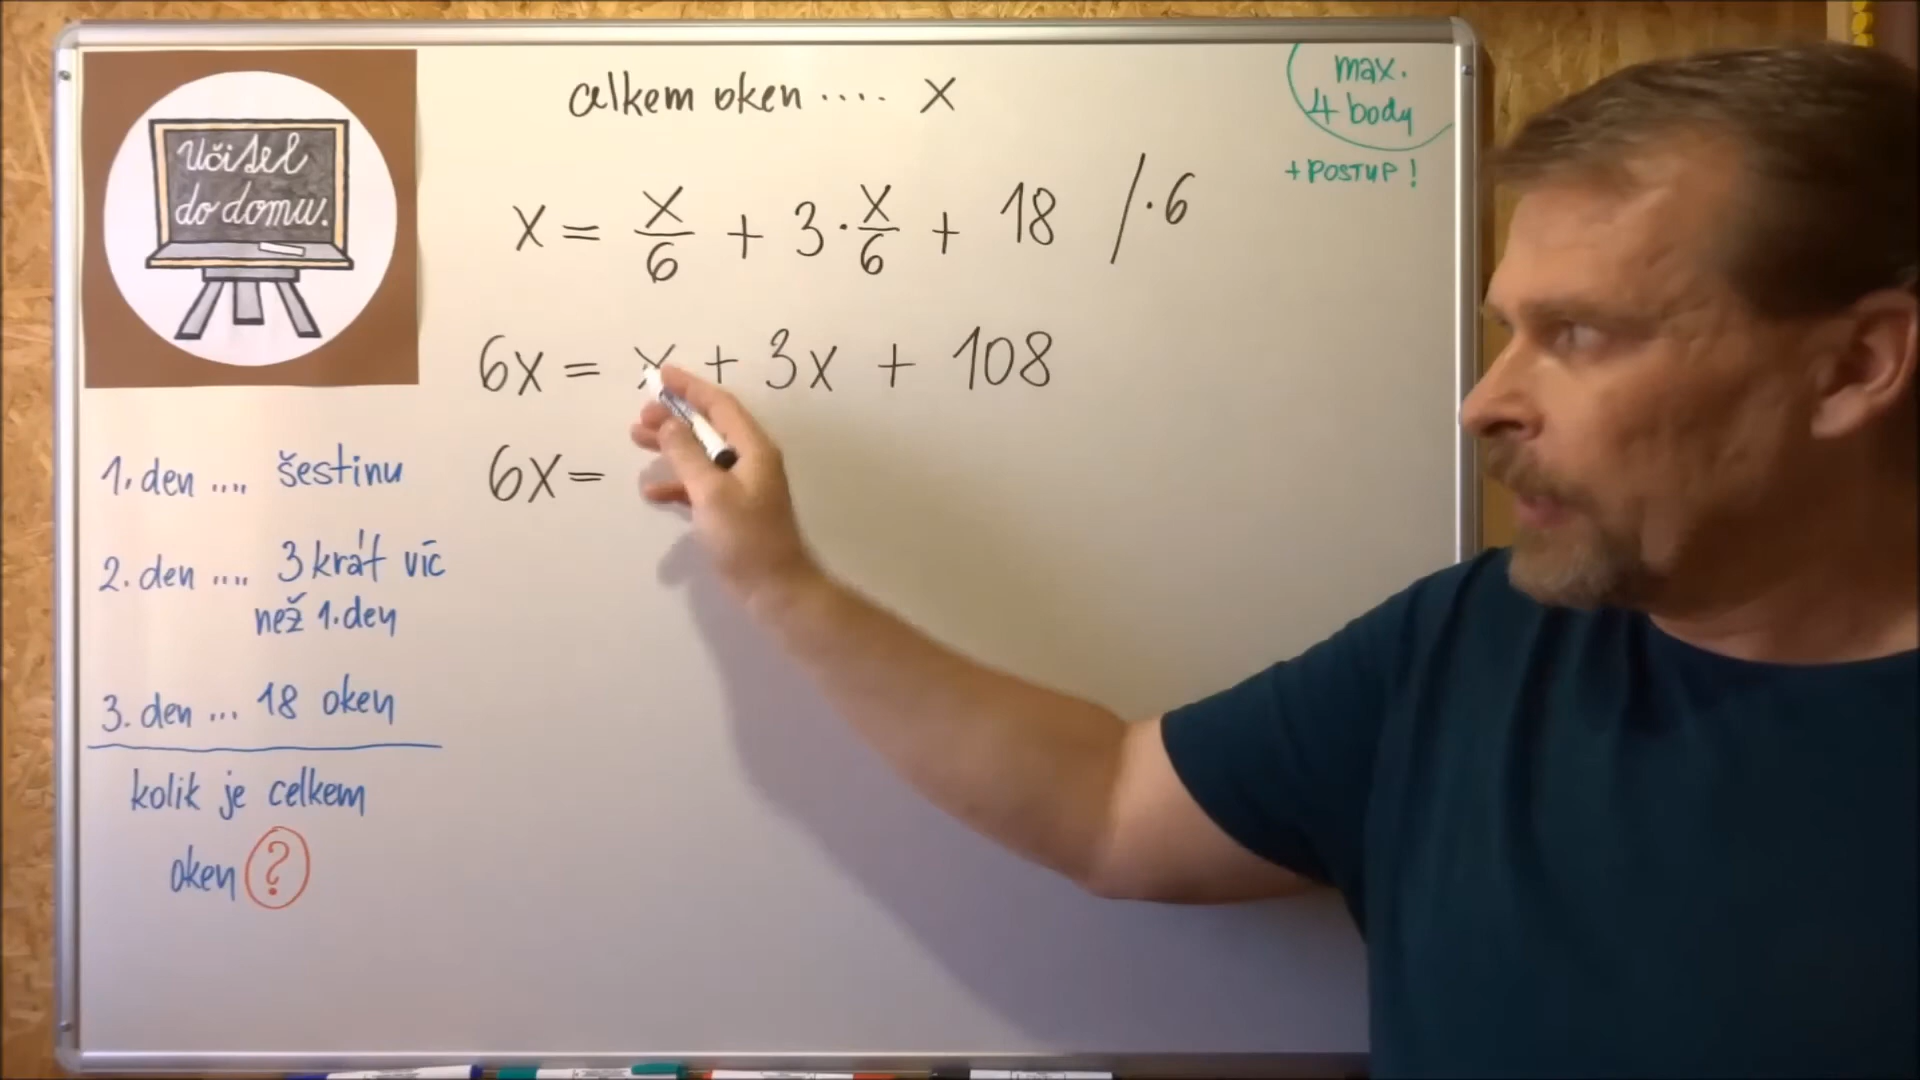 Učitel
do domu.
celkem oken .... x
max.
4 body
+ POSTUP!
x = x/6 + 3 · x/6 + 18 / · 6
6x = x + 3x + 108
6x =
1. den .... šestinu
2. den .... 3 krát víc
než 1. den
3. den ... 18 oken
kolik je celkem
oken ?